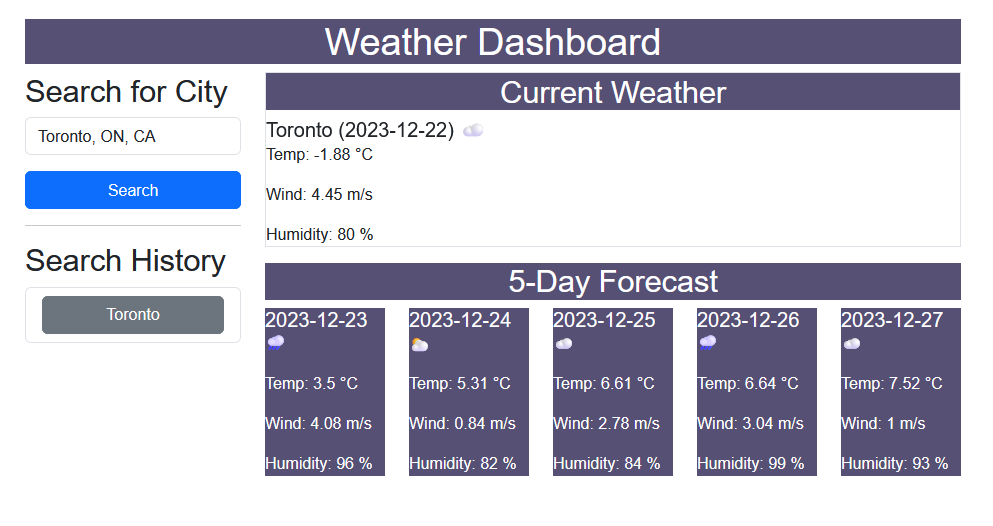 Weather Dashboard
Search for City
Toronto, ON, CA
Search
Search History
Toronto
Current Weather
Toronto (2023-12-22)
Temp: -1.88 °C
Wind: 4.45 m/s
Humidity: 80 %
5-Day Forecast
2023-12-23
Temp: 3.5 °C
Wind: 4.08 m/s
Humidity: 96 %
2023-12-24
Temp: 5.31 °C
Wind: 0.84 m/s
Humidity: 82 %
2023-12-25
Temp: 6.61 °C
Wind: 2.78 m/s
Humidity: 84 %
2023-12-26
Temp: 6.64 °C
Wind: 3.04 m/s
Humidity: 99 %
2023-12-27
Temp: 7.52 °C
Wind: 1 m/s
Humidity: 93 %